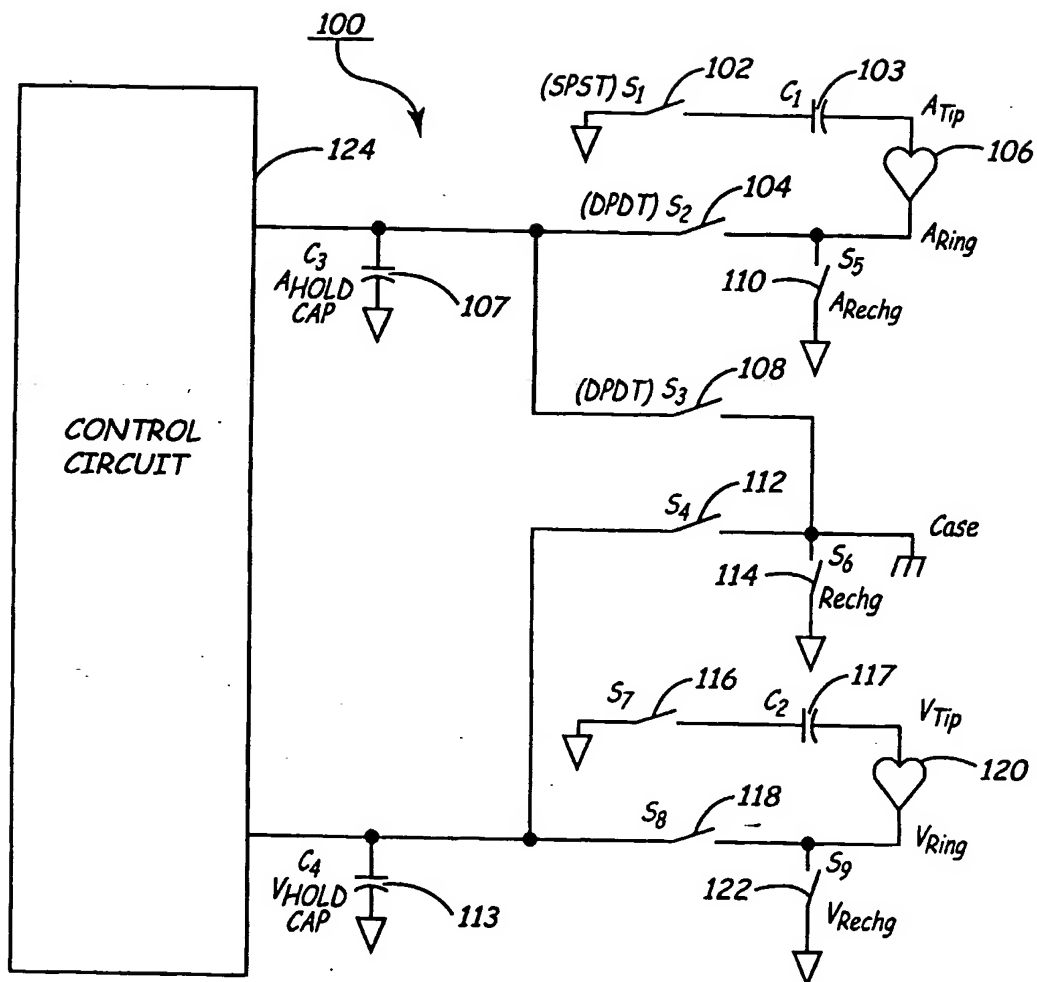 100
102
103
(SPST) S1
C1
ATip
124
106
104
(DPDT) S2
ARing
C3
AHOLD
CAP
107
S5
110
ARechg
108
(DPDT) S3
CONTROL
CIRCUIT
112
S4
Case
S6
114
Rechg
116
117
S7
C2
VTip
120
118
S8
VRing
C4
VHOLD
CAP
113
S9
122
VRechg